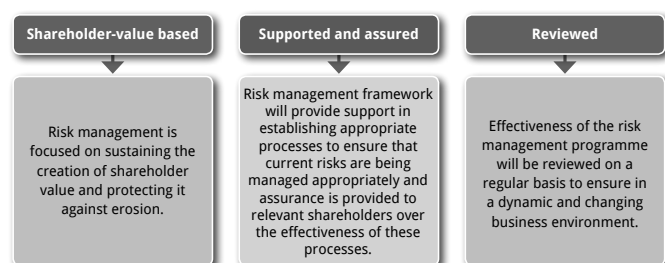 Shareholder-value based
Risk management is
focused on sustaining the
creation of shareholder
value and protecting it
against erosion.
Supported and assured
Risk management framework
will provide support in
establishing appropriate
processes to ensure that
current risks are being
managed appropriately and
assurance is provided to
relevant shareholders over
the effectiveness of these
processes.
Reviewed
Effectiveness of the risk
management programme
will be reviewed on a
regular basis to ensure in
a dynamic and changing
business environment.